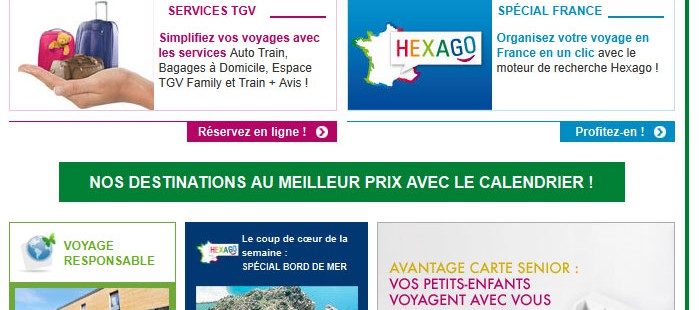 SERVICES TGV
Simplifiez vos voyages avec
les services Auto Train,
Bagages à Domicile, Espace
TGV Family et Train + Avis !
Réservez en ligne !
HEXAGO
SPÉCIAL FRANCE
Organisez votre voyage en
France en un clic avec le
moteur de recherche Hexago !
Profitez-en !
NOS DESTINATIONS AU MEILLEUR PRIX AVEC LE CALENDRIER !
VOYAGE
RESPONSABLE
HEXAGO
Le coup de cœur de la
semaine :
SPÉCIAL BORD DE MER
AVANTAGE CARTE SENIOR :
VOS PETITS-ENFANTS
VOYAGENT AVEC VOUS